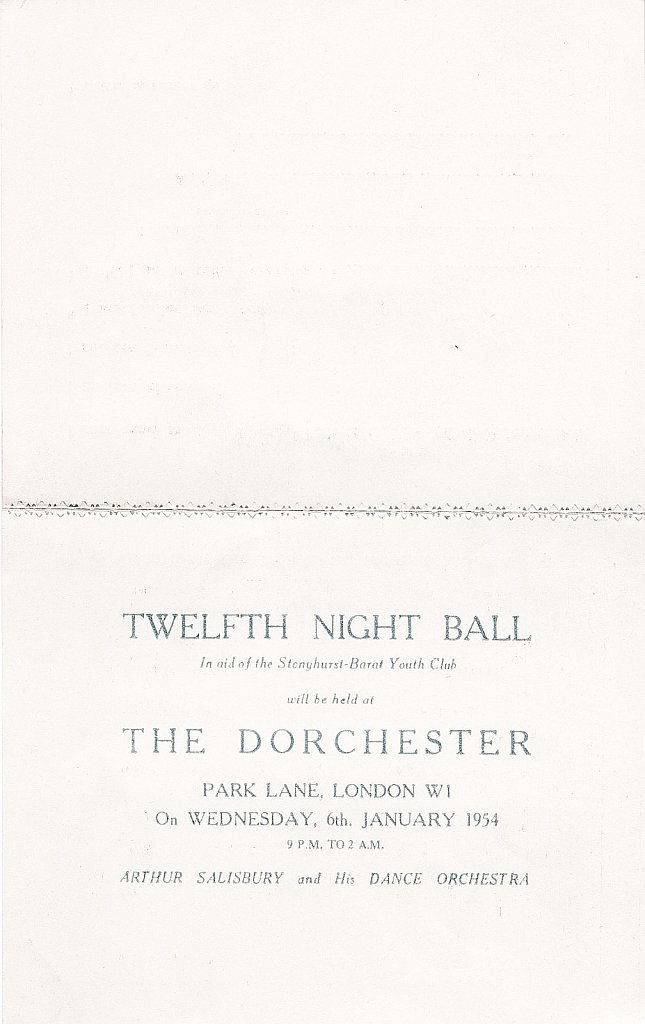 TWELFTH NIGHT BALL
In aid of the Stonyhurst-Barat Youth Club
will be held at
THE DORCHESTER
PARK LANE, LONDON W1
On WEDNESDAY, 6th. JANUARY 1954
9 P.M. TO 2 A.M.
ARTHUR SALISBURY and His DANCE ORCHESTRA